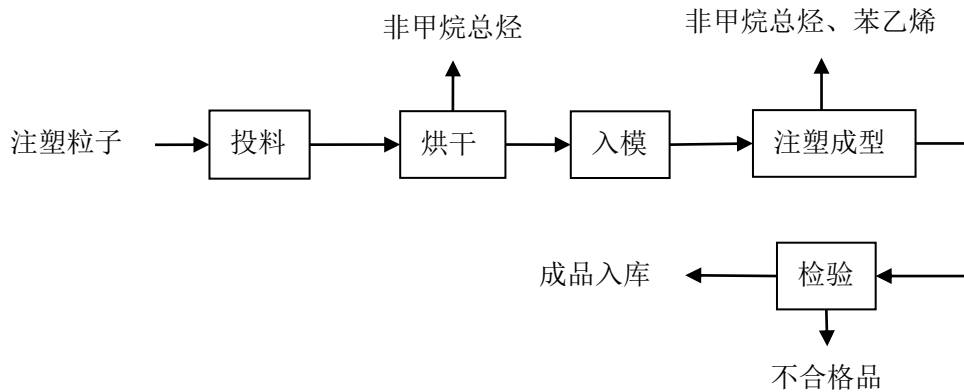 非甲烷总烃
非甲烷总烃、苯乙烯
注塑粒子
投料
烘干
入模
注塑成型
成品入库
检验
不合格品